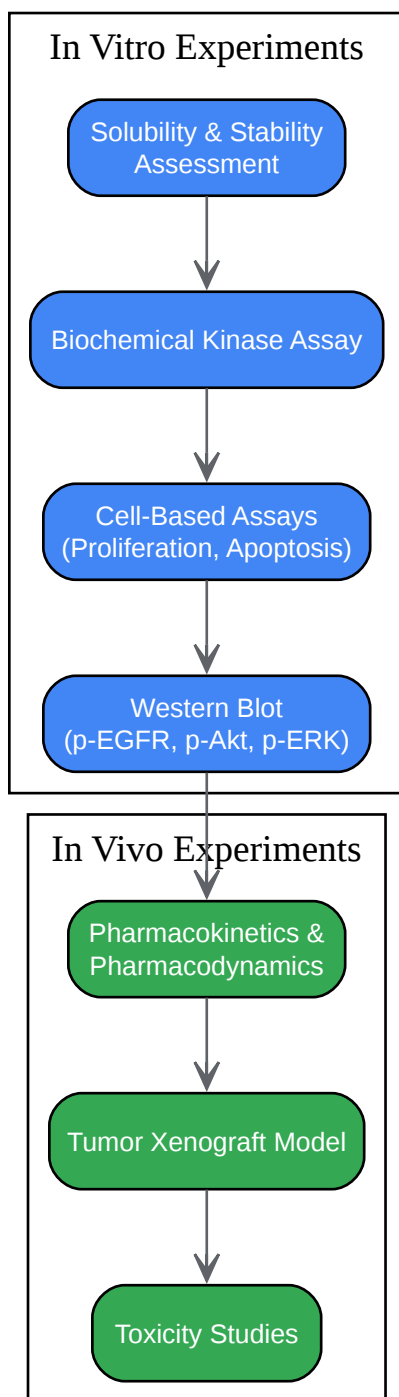 In Vitro Experiments
Solubility & Stability
Assessment
Biochemical Kinase Assay
Cell-Based Assays
(Proliferation, Apoptosis)
Western Blot
(p-EGFR, p-Akt, p-ERK)
In Vivo Experiments
Pharmacokinetics &
Pharmacodynamics
Tumor Xenograft Model
Toxicity Studies